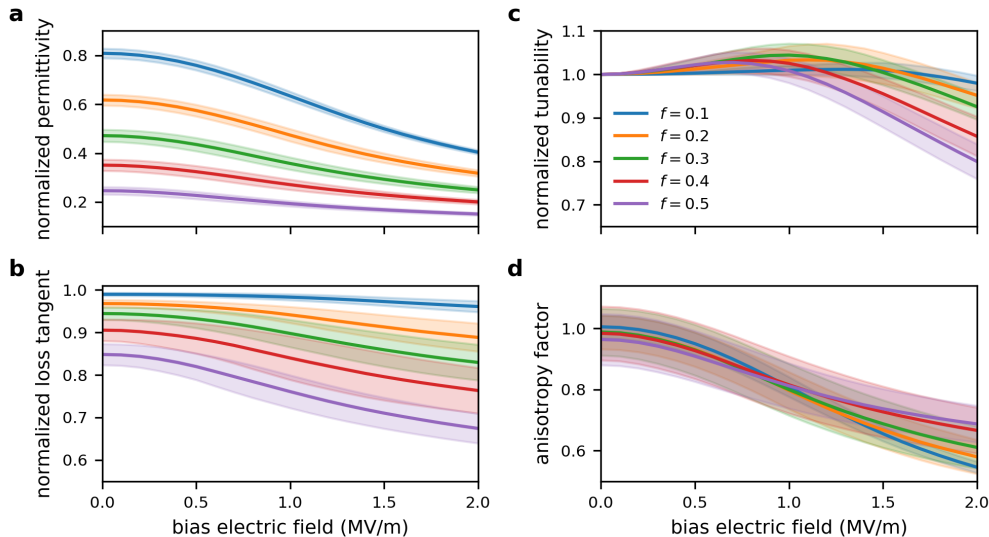 a
normalized permittivity
0.8
0.6
0.4
0.2
c
normalized tunability
1.1
1.0
0.9
0.8
0.7
f = 0.1
f = 0.2
f = 0.3
f = 0.4
f = 0.5
b
normalized loss tangent
1.0
0.9
0.8
0.7
0.6
0.0 0.5 1.0 1.5 2.0
bias electric field (MV/m)
d
anisotropy factor
1.0
0.8
0.6
0.0 0.5 1.0 1.5 2.0
bias electric field (MV/m)